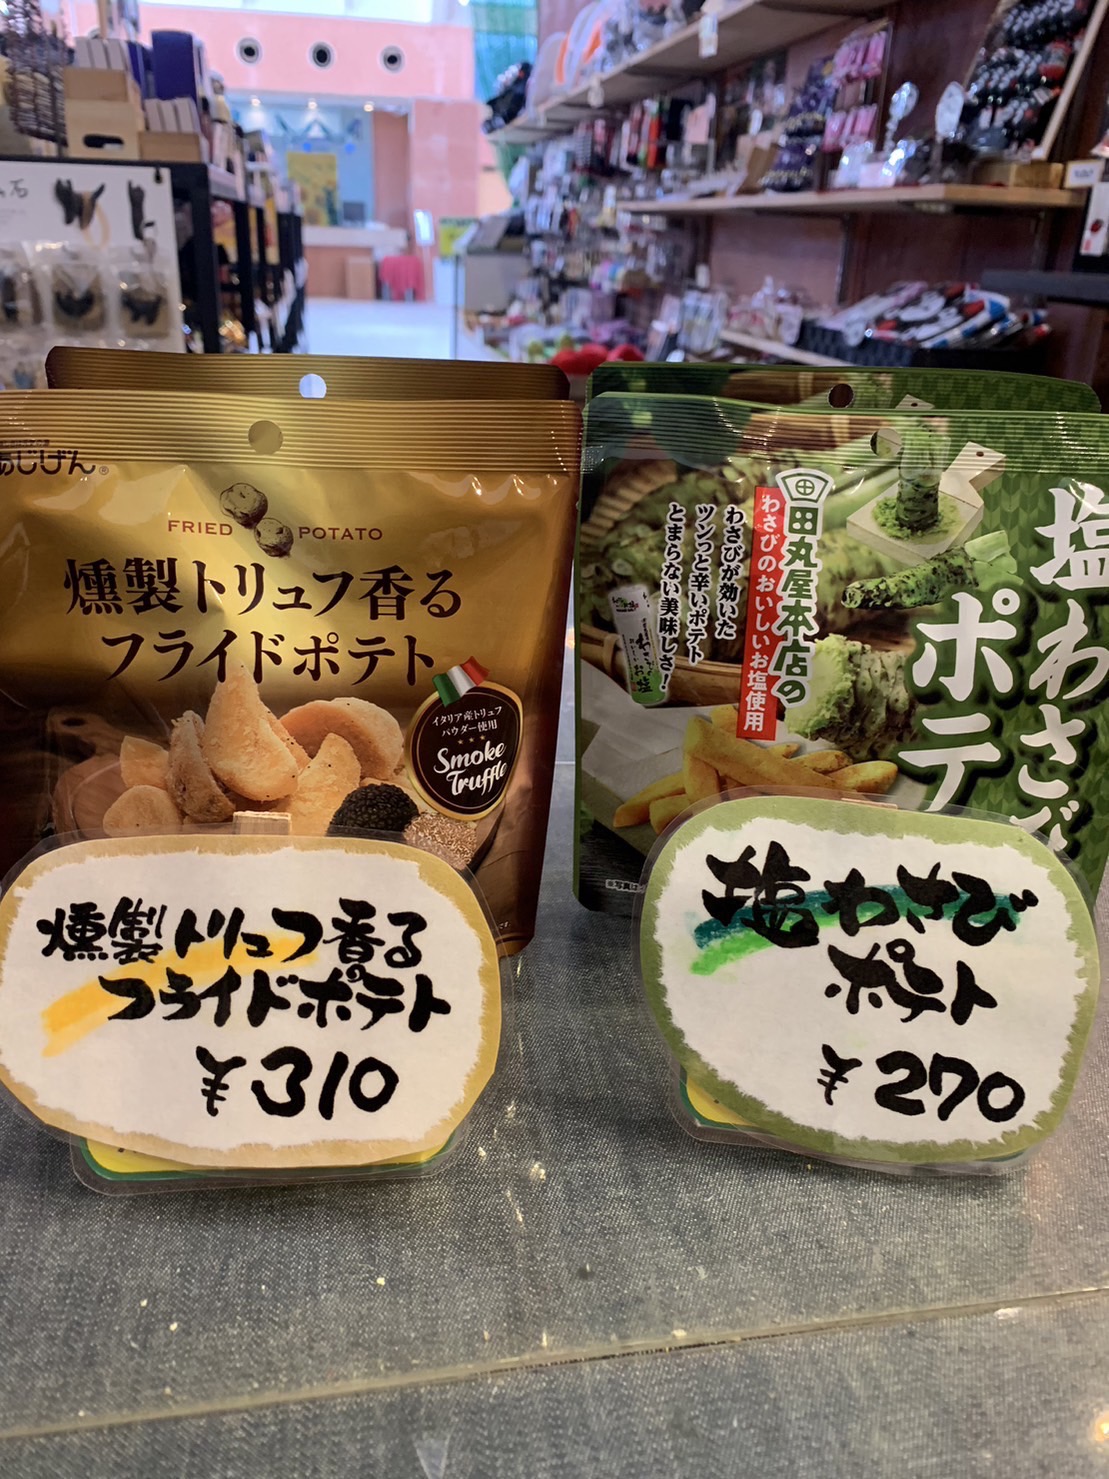 あじげん®
FRIED POTATO
燻製トリュフ香る
フライドポテト
イタリア産トリュフ
パウダー使用
Smoke
Truffle
塩わさび
ポテ
田丸屋本店の
わさびのおいしいお塩使用
わさびが効いた
ツンっと辛いポテト
とまらない美味しさ!
燻製トリュフ香る
フライドポテト
¥310
塩わさび
ポテト
¥270